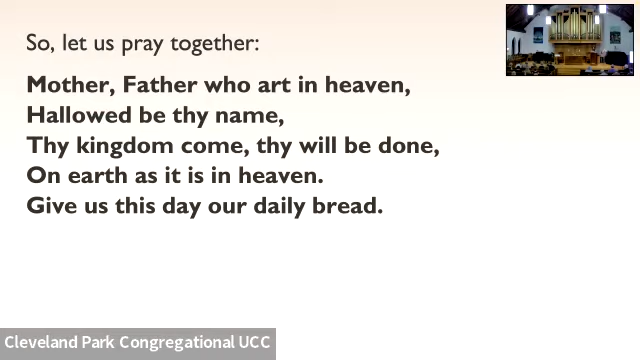 So, let us pray together:
Mother, Father who art in heaven,
Hallowed be thy name,
Thy kingdom come, thy will be done,
On earth as it is in heaven.
Give us this day our daily bread.
Cleveland Park Congregational UCC